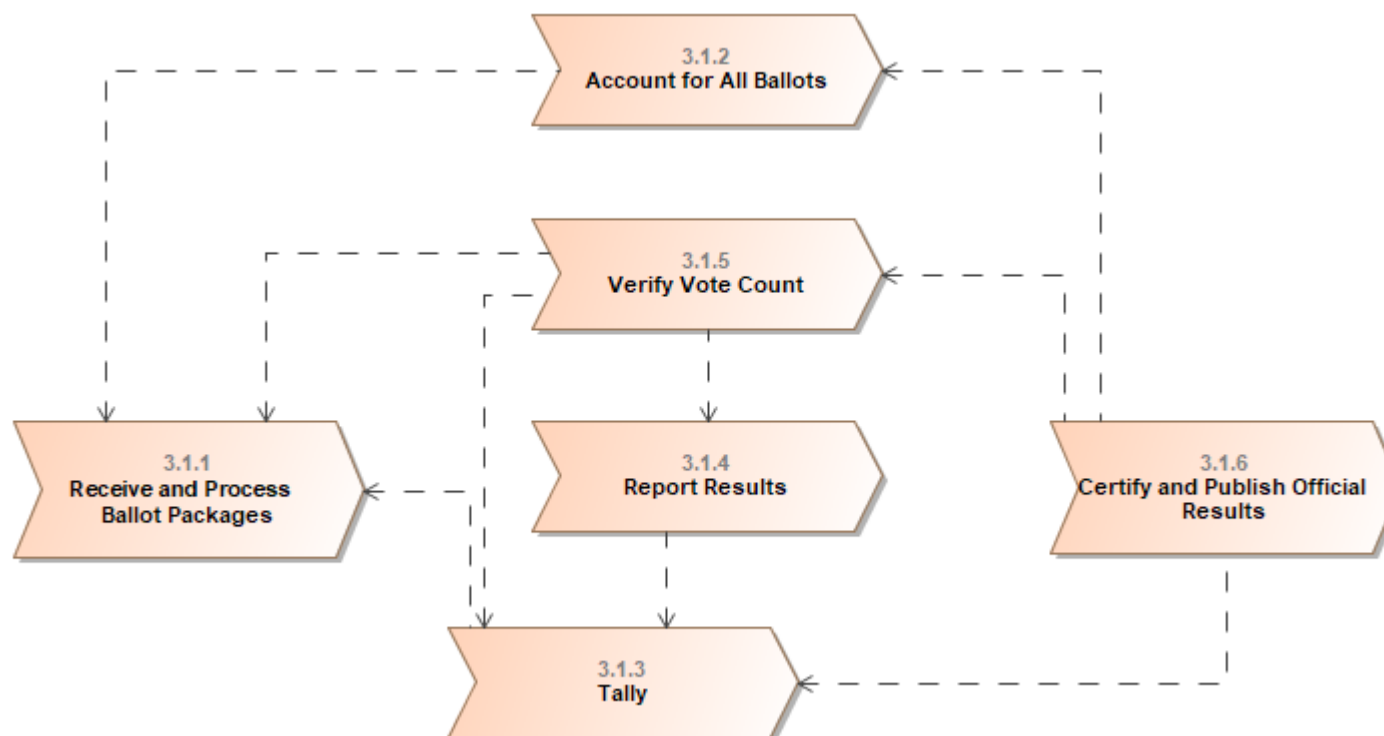 3.1.2
Account for All Ballots
3.1.5
Verify Vote Count
3.1.1
Receive and Process
Ballot Packages
3.1.4
Report Results
3.1.6
Certify and Publish Official
Results
3.1.3
Tally